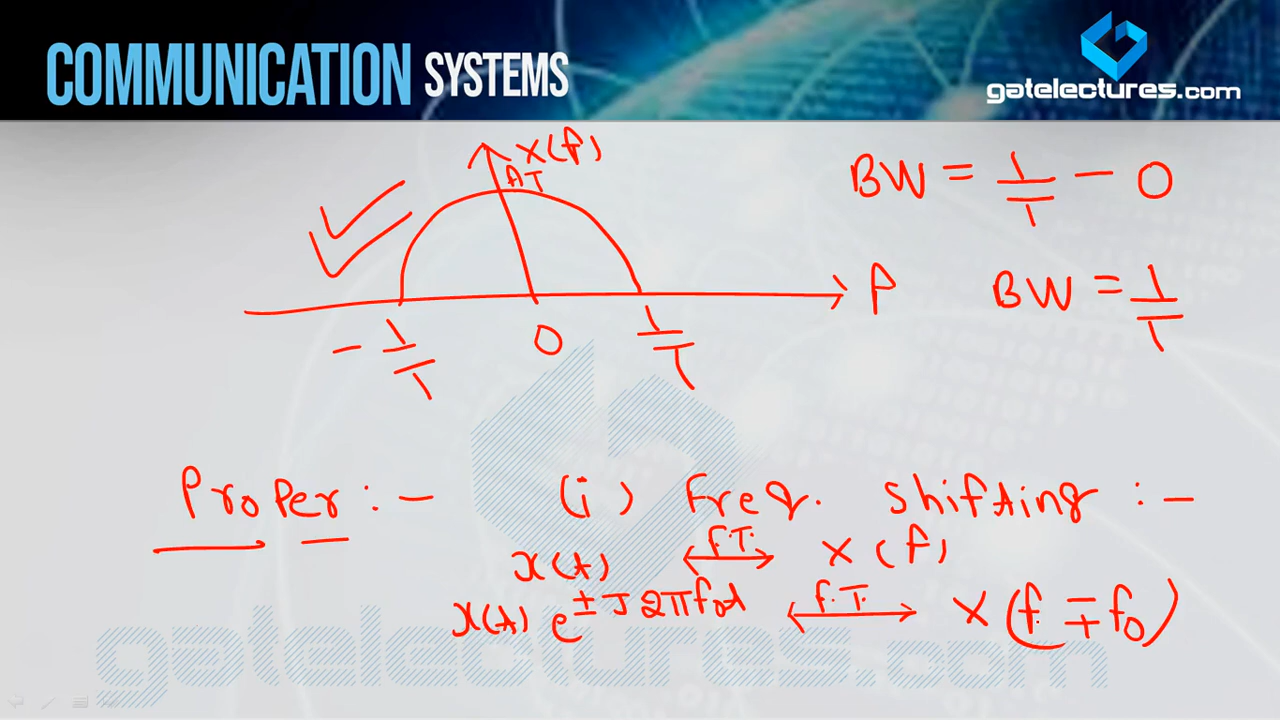 COMMUNICATION SYSTEMS
gatelectures.com
X(f)
AT
BW = 1/T - 0
f
BW = 1/T
- 1/T 0 1/T
Proper :- (i) Freq. Shifting :-
x(t) ⟷ F.T. X(f)
x(t) e^{±J2πf₀t} ⟷ F.T. X(f ∓ f₀)
gatelectures.com